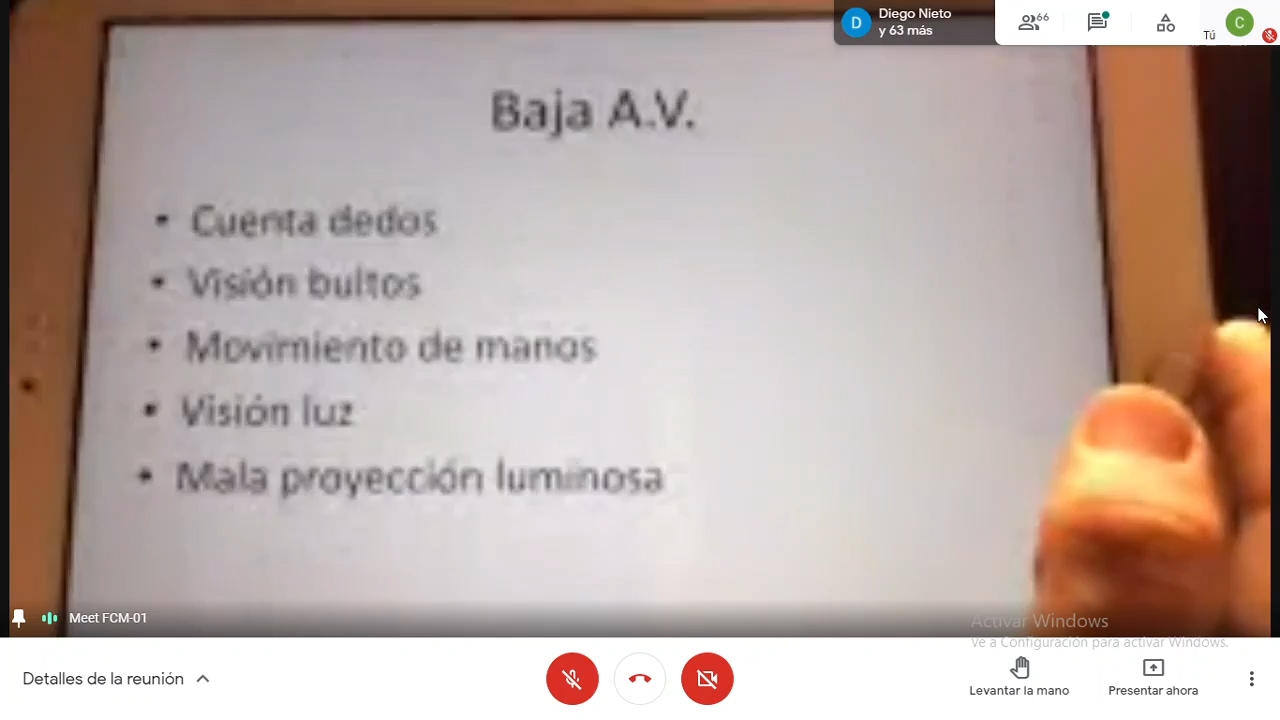 D
Diego Nieto
y 63 más
66
Tú
C
Baja A.V.
• Cuenta dedos
• Visión bultos
• Movimiento de manos
• Visión luz
• Mala proyección luminosa
Meet FCM-01
Activar Windows
Ve a Configuración para activar Windows.
Detalles de la reunión
Levantar la mano
Presentar ahora